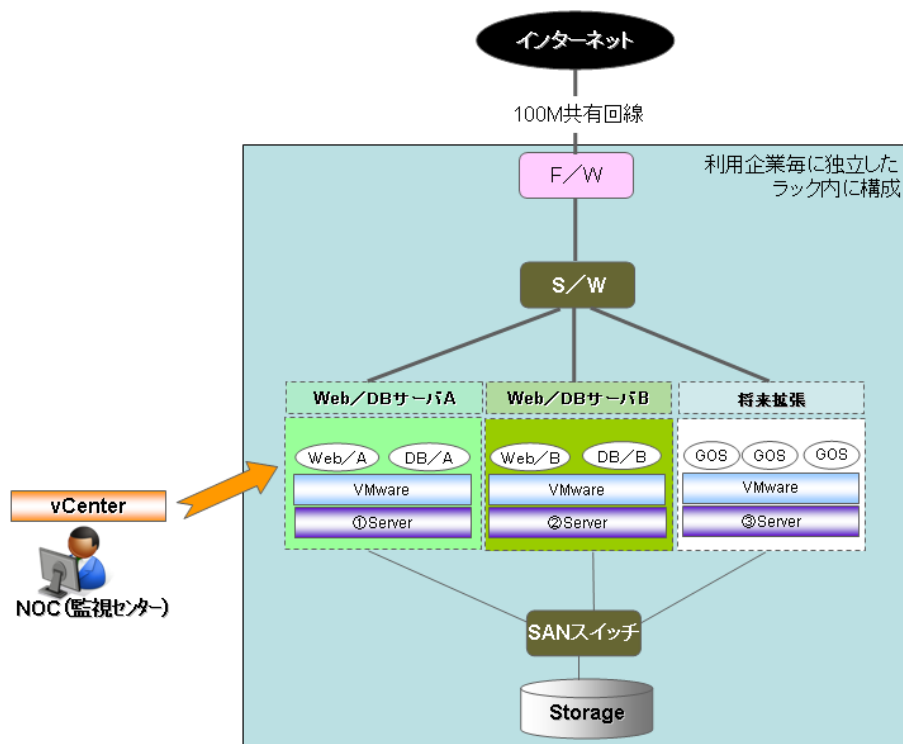 インターネット
100M共有回線
利用企業毎に独立した
ラック内に構成
F／W
S／W
Web／DBサーバA
Web／DBサーバB
将来拡張
Web／A
DB／A
Web／B
DB／B
GOS
GOS
GOS
VMware
VMware
VMware
①Server
②Server
③Server
vCenter
NOC（監視センター）
SANスイッチ
Storage